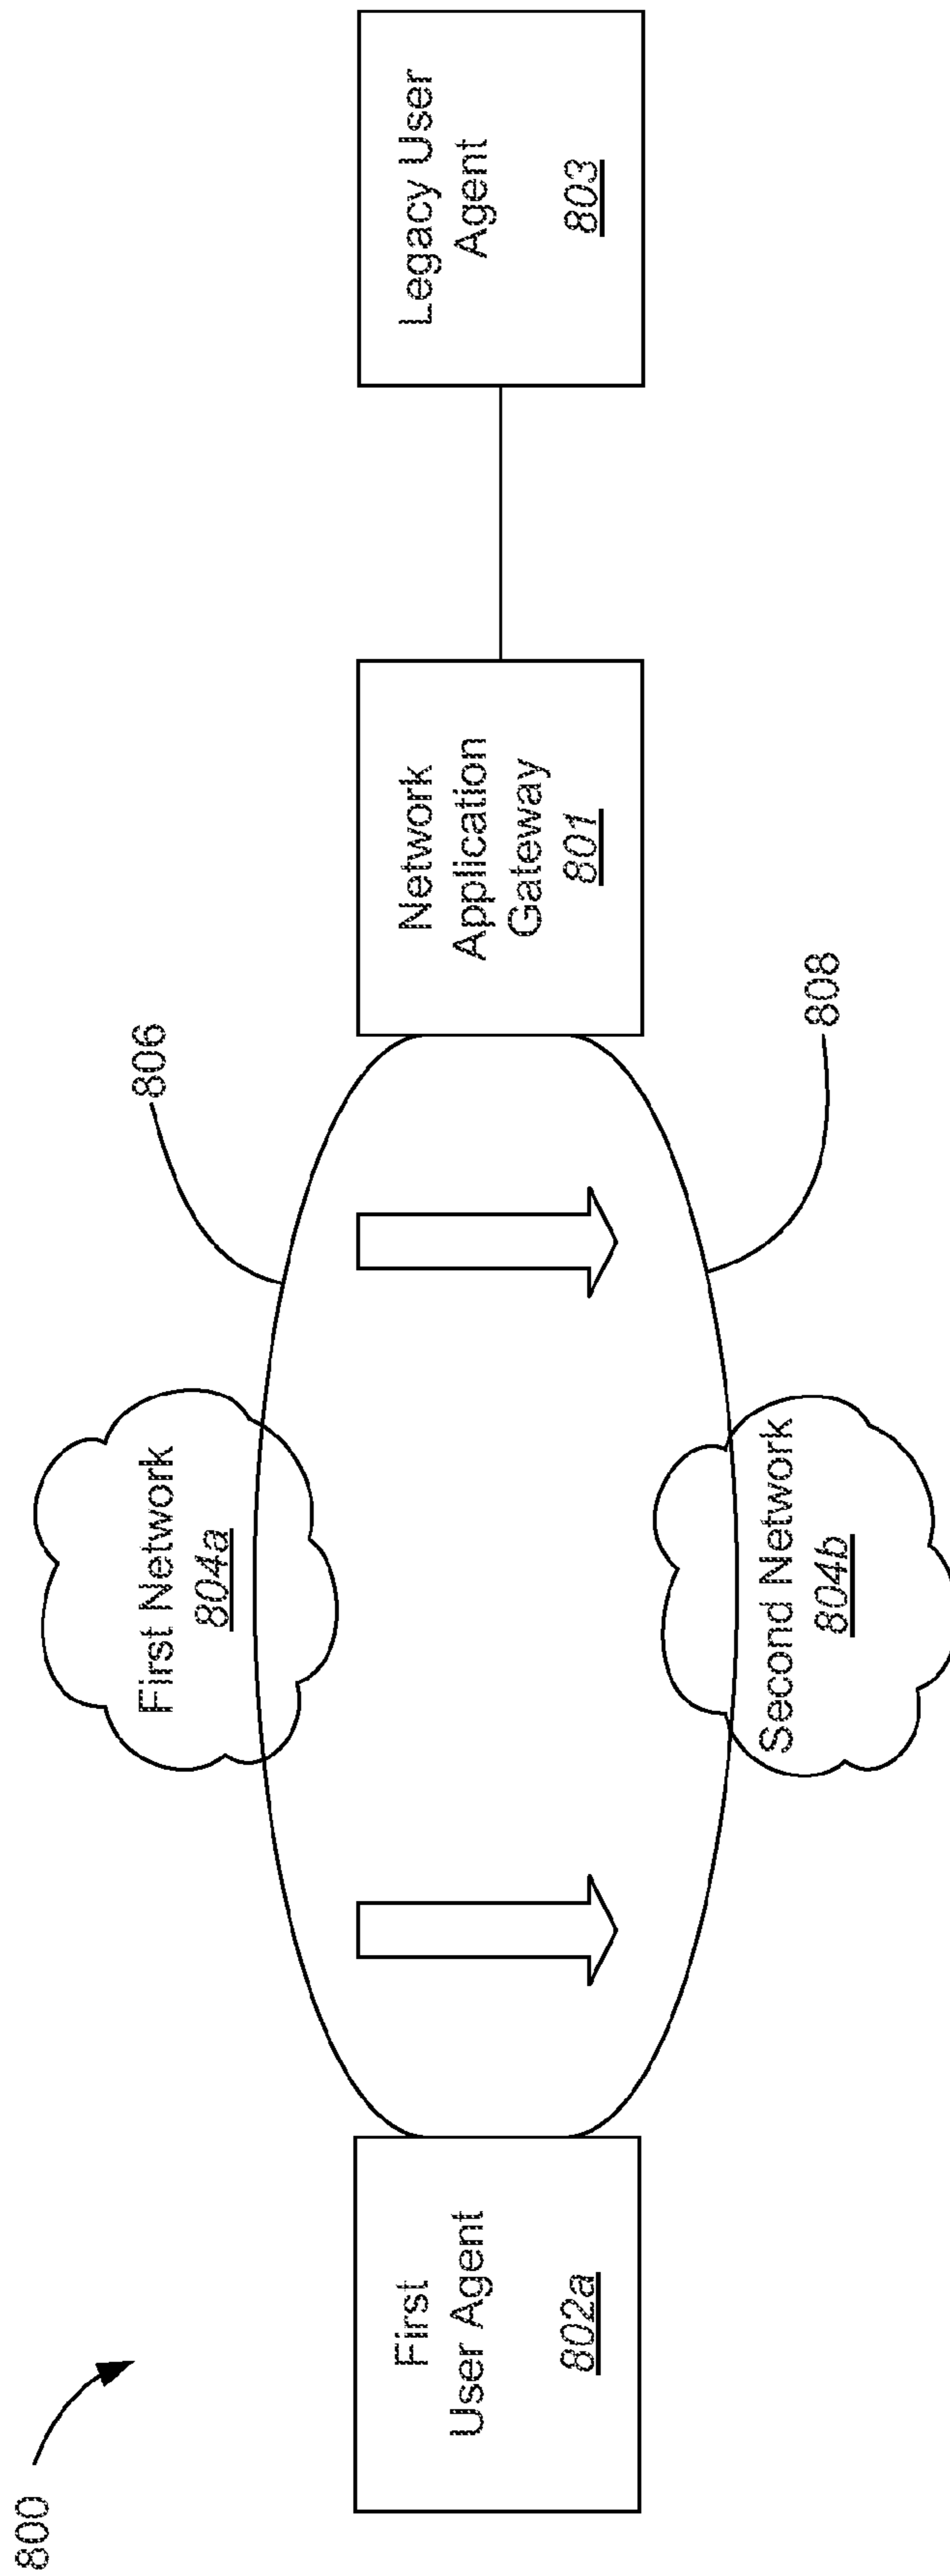 800
First Network
804a
806
First
User Agent
802a
Network
Application
Gateway
801
Legacy User
Agent
803
Second Network
804b
808